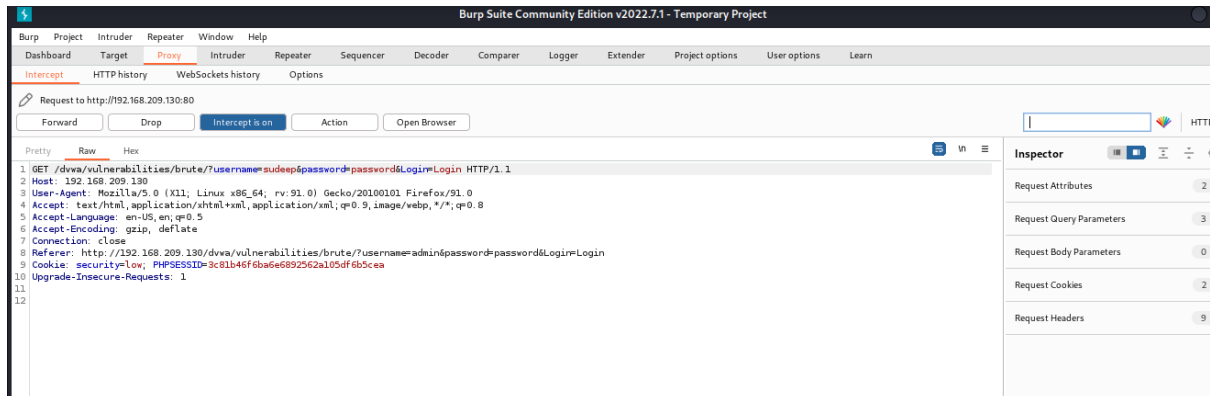 Burp Suite Community Edition v2022.7.1 - Temporary Project
Burp Project Intruder Repeater Window Help
Dashboard Target Proxy Intruder Repeater Sequencer Decoder Comparer Logger Extender Project options User options Learn
Intercept HTTP history WebSockets history Options
Request to http://192.168.209.130:80
Forward Drop Intercept is on Action Open Browser HTTP
Pretty Raw Hex \n Inspector
1 GET /dvwa/vulnerabilities/brute/?username=sudeep&password=password&Login=Login HTTP/1.1
2 Host: 192.168.209.130
3 User-Agent: Mozilla/5.0 (X11; Linux x86_64; rv:91.0) Gecko/20100101 Firefox/91.0
4 Accept: text/html,application/xhtml+xml,application/xml;q=0.9,image/webp,*/*;q=0.8
5 Accept-Language: en-US,en;q=0.5
6 Accept-Encoding: gzip, deflate
7 Connection: close
8 Referer: http://192.168.209.130/dvwa/vulnerabilities/brute/?username=admin&password=password&Login=Login
9 Cookie: security=low; PHPSESSID=3c81b46f6ba6e6892562a105df6b5cea
10 Upgrade-Insecure-Requests: 1
11
12
Request Attributes 2
Request Query Parameters 3
Request Body Parameters 0
Request Cookies 2
Request Headers 9